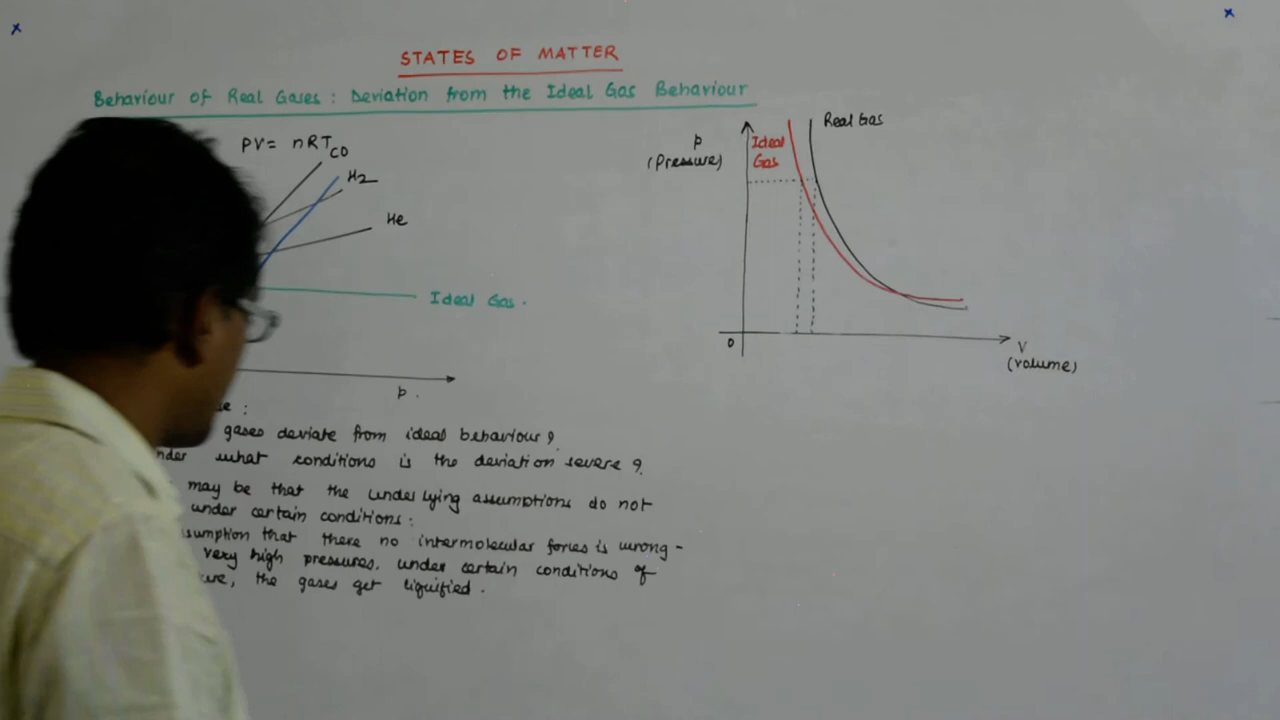 STATES OF MATTER
Behaviour of Real Gases : Deviation from the Ideal Gas Behaviour
PV = nRT
CO
H2
He
Ideal Gas.
p.
gases deviate from ideal behaviour ?
what conditions is the deviation severe ?
may be that the underlying assumptions do not
under certain conditions :
that there no intermolecular forces is wrong -
very high pressures. under certain conditions of
the gases get liquified.
p
(Pressure)
Ideal
Gas
Real Gas
0
V
(volume)